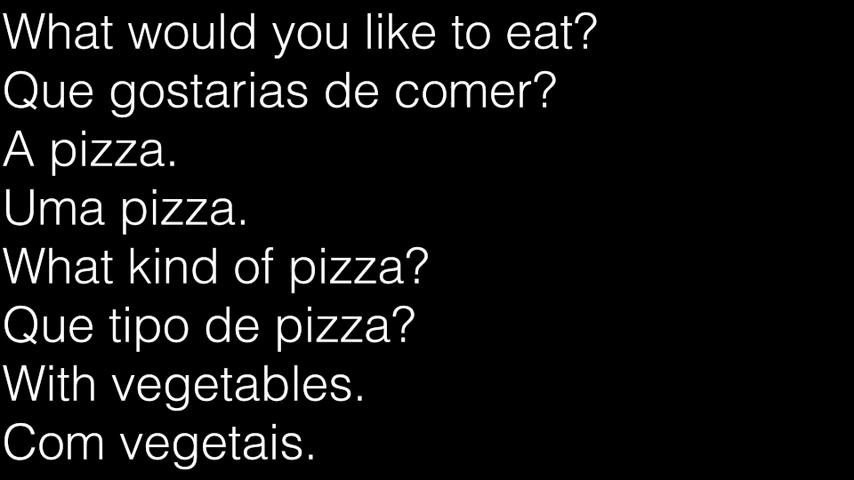 What would you like to eat?
Que gostarias de comer?
A pizza.
Uma pizza.
What kind of pizza?
Que tipo de pizza?
With vegetables.
Com vegetais.